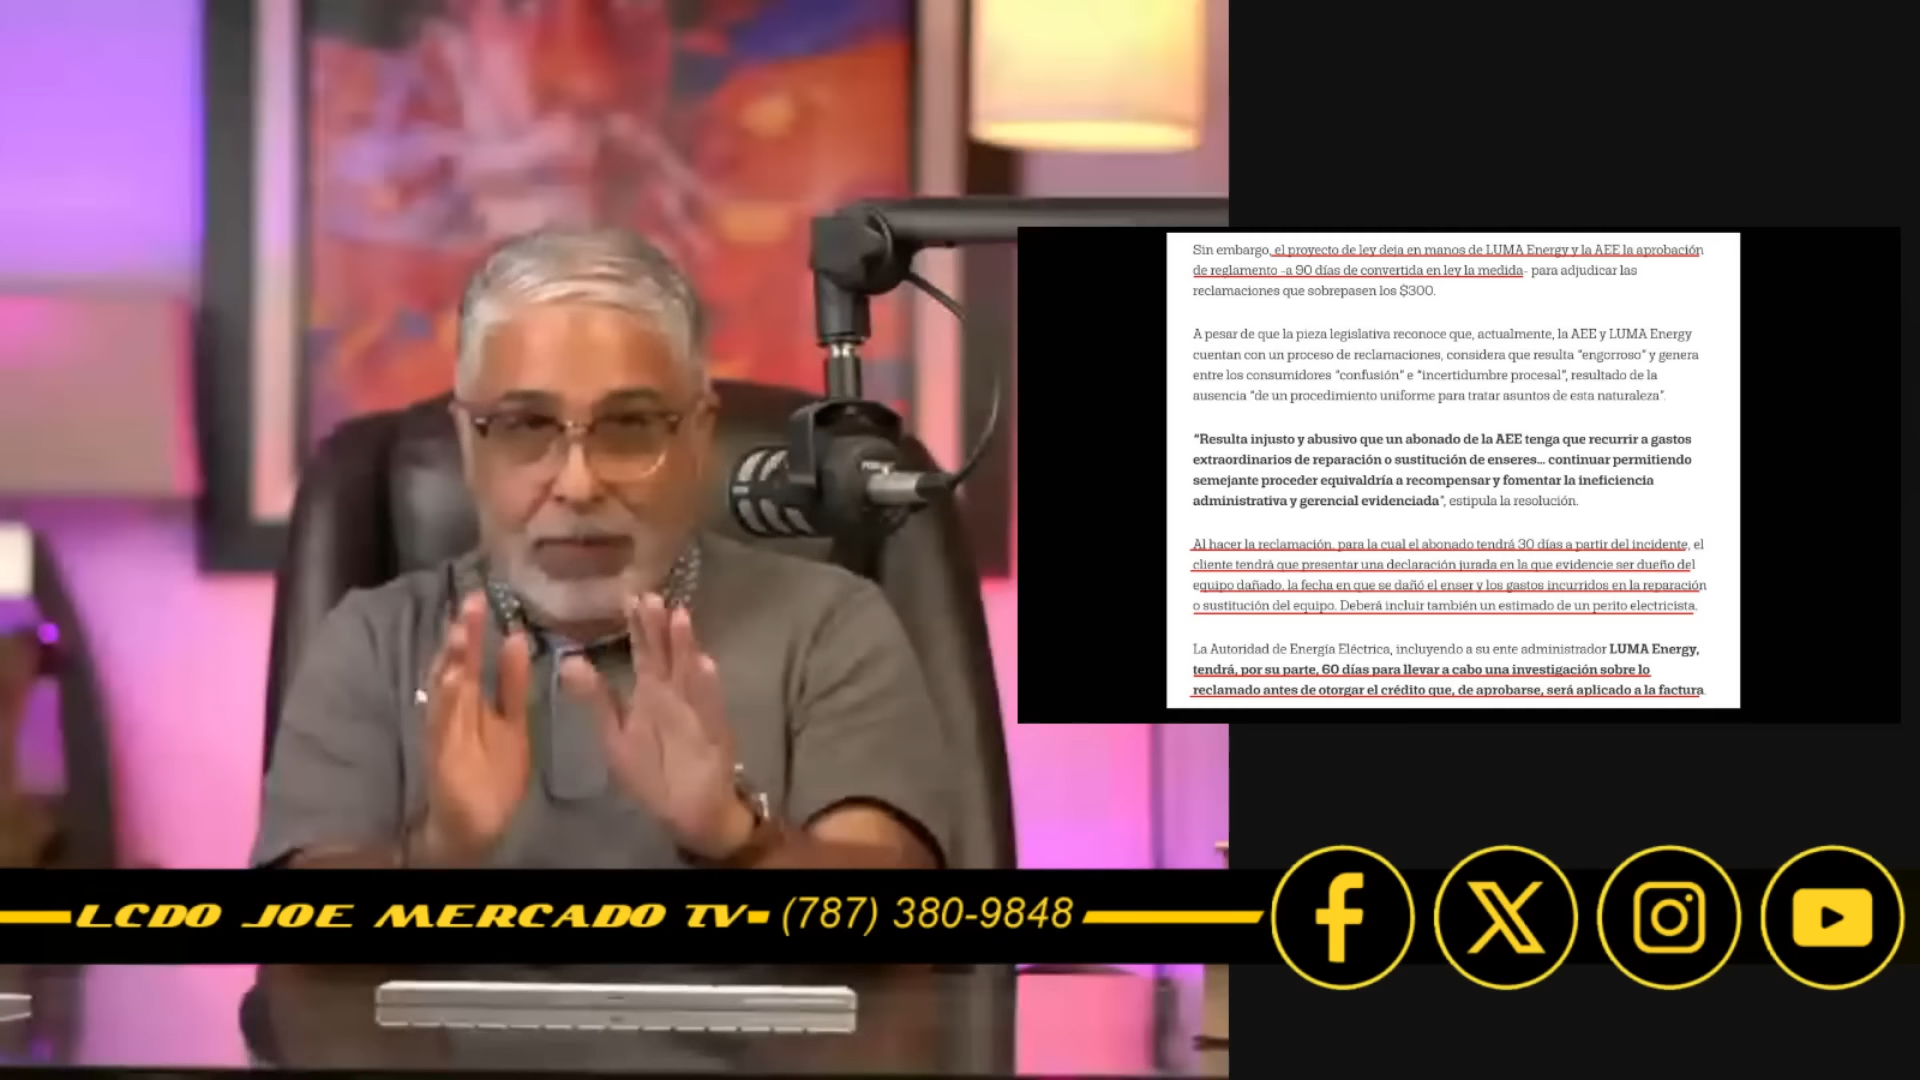 Sin embargo, el proyecto de ley deja en manos de LUMA Energy y la AEE la aprobación
de reglamento -a 90 días de convertida en ley la medida- para adjudicar las
reclamaciones que sobrepasen los $300.
A pesar de que la pieza legislativa reconoce que, actualmente, la AEE y LUMA Energy
cuentan con un proceso de reclamaciones, considera que resulta "engorroso" y genera
entre los consumidores "confusión" e "incertidumbre procesal", resultado de la
ausencia "de un procedimiento uniforme para tratar asuntos de esta naturaleza".
"Resulta injusto y abusivo que un abonado de la AEE tenga que recurrir a gastos
extraordinarios de reparación o sustitución de enseres... continuar permitiendo
semejante proceder equivaldría a recompensar y fomentar la ineficiencia
administrativa y gerencial evidenciada", estipula la resolución.
Al hacer la reclamación, para la cual el abonado tendrá 30 días a partir del incidente, el
cliente tendrá que presentar una declaración jurada en la que evidencie ser dueño del
equipo dañado, la fecha en que se dañó el enser y los gastos incurridos en la reparación
o sustitución del equipo. Deberá incluir también un estimado de un perito electricista.
La Autoridad de Energía Eléctrica, incluyendo a su ente administrador LUMA Energy,
tendrá, por su parte, 60 días para llevar a cabo una investigación sobre lo
reclamado antes de otorgar el crédito que, de aprobarse, será aplicado a la factura.
LCDO JOE MERCADO TV- (787) 380-9848